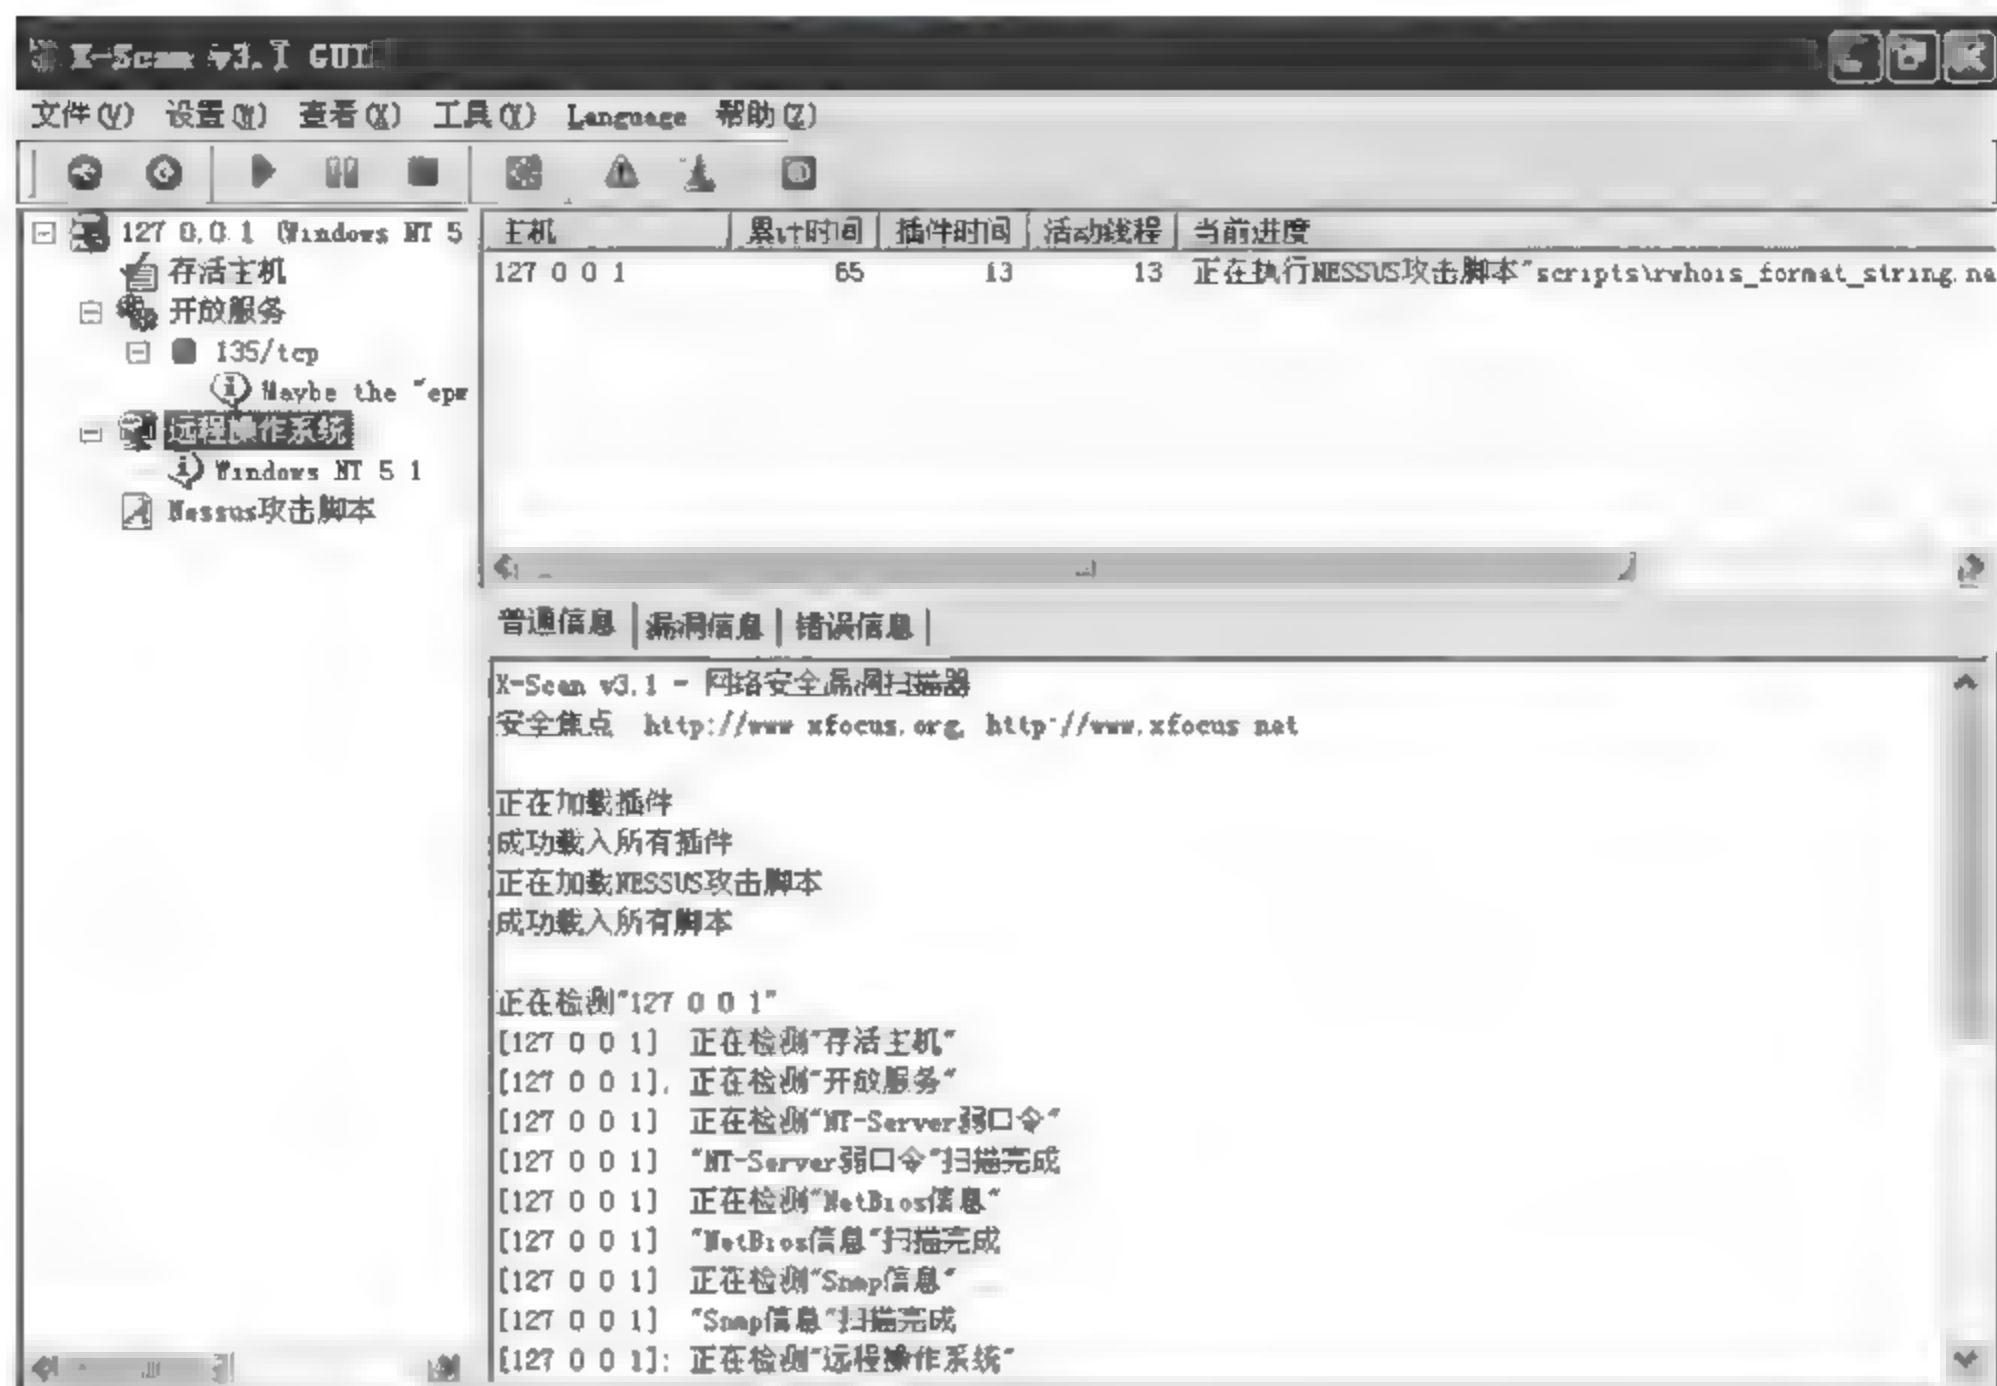 X-Scan v3.1 GUI
文件(V) 设置(W) 查看(X) 工具(Y) Language 帮助(Z)
127.0.0.1 (Windows NT 5
存活主机
开放服务
135/tcp
Maybe the "epm
远程操作系统
Windows NT 5 1
Nessus攻击脚本
主机 累计时间 插件时间 活动线程 当前进度
127 0 0 1 65 13 13 正在执行NESSUS攻击脚本"scripts\rwhois_format_string.na
普通信息 漏洞信息 错误信息
X-Scan v3.1 - 网络安全漏洞扫描器
安全焦点 http://www xfocus.org, http://www.xfocus net
正在加载插件
成功载入所有插件
正在加载NESSUS攻击脚本
成功载入所有脚本
正在检测"127 0 0 1"
[127 0 0 1] 正在检测"存活主机"
[127 0 0 1]. 正在检测"开放服务"
[127 0 0 1] 正在检测"NT-Server弱口令"
[127 0 0 1] "NT-Server弱口令"扫描完成
[127 0 0 1] 正在检测"NetBios信息"
[127 0 0 1] "NetBios信息"扫描完成
[127 0 0 1] 正在检测"Snmp信息"
[127 0 0 1] "Snmp信息"扫描完成
[127 0 0 1]: 正在检测"远程操作系统"